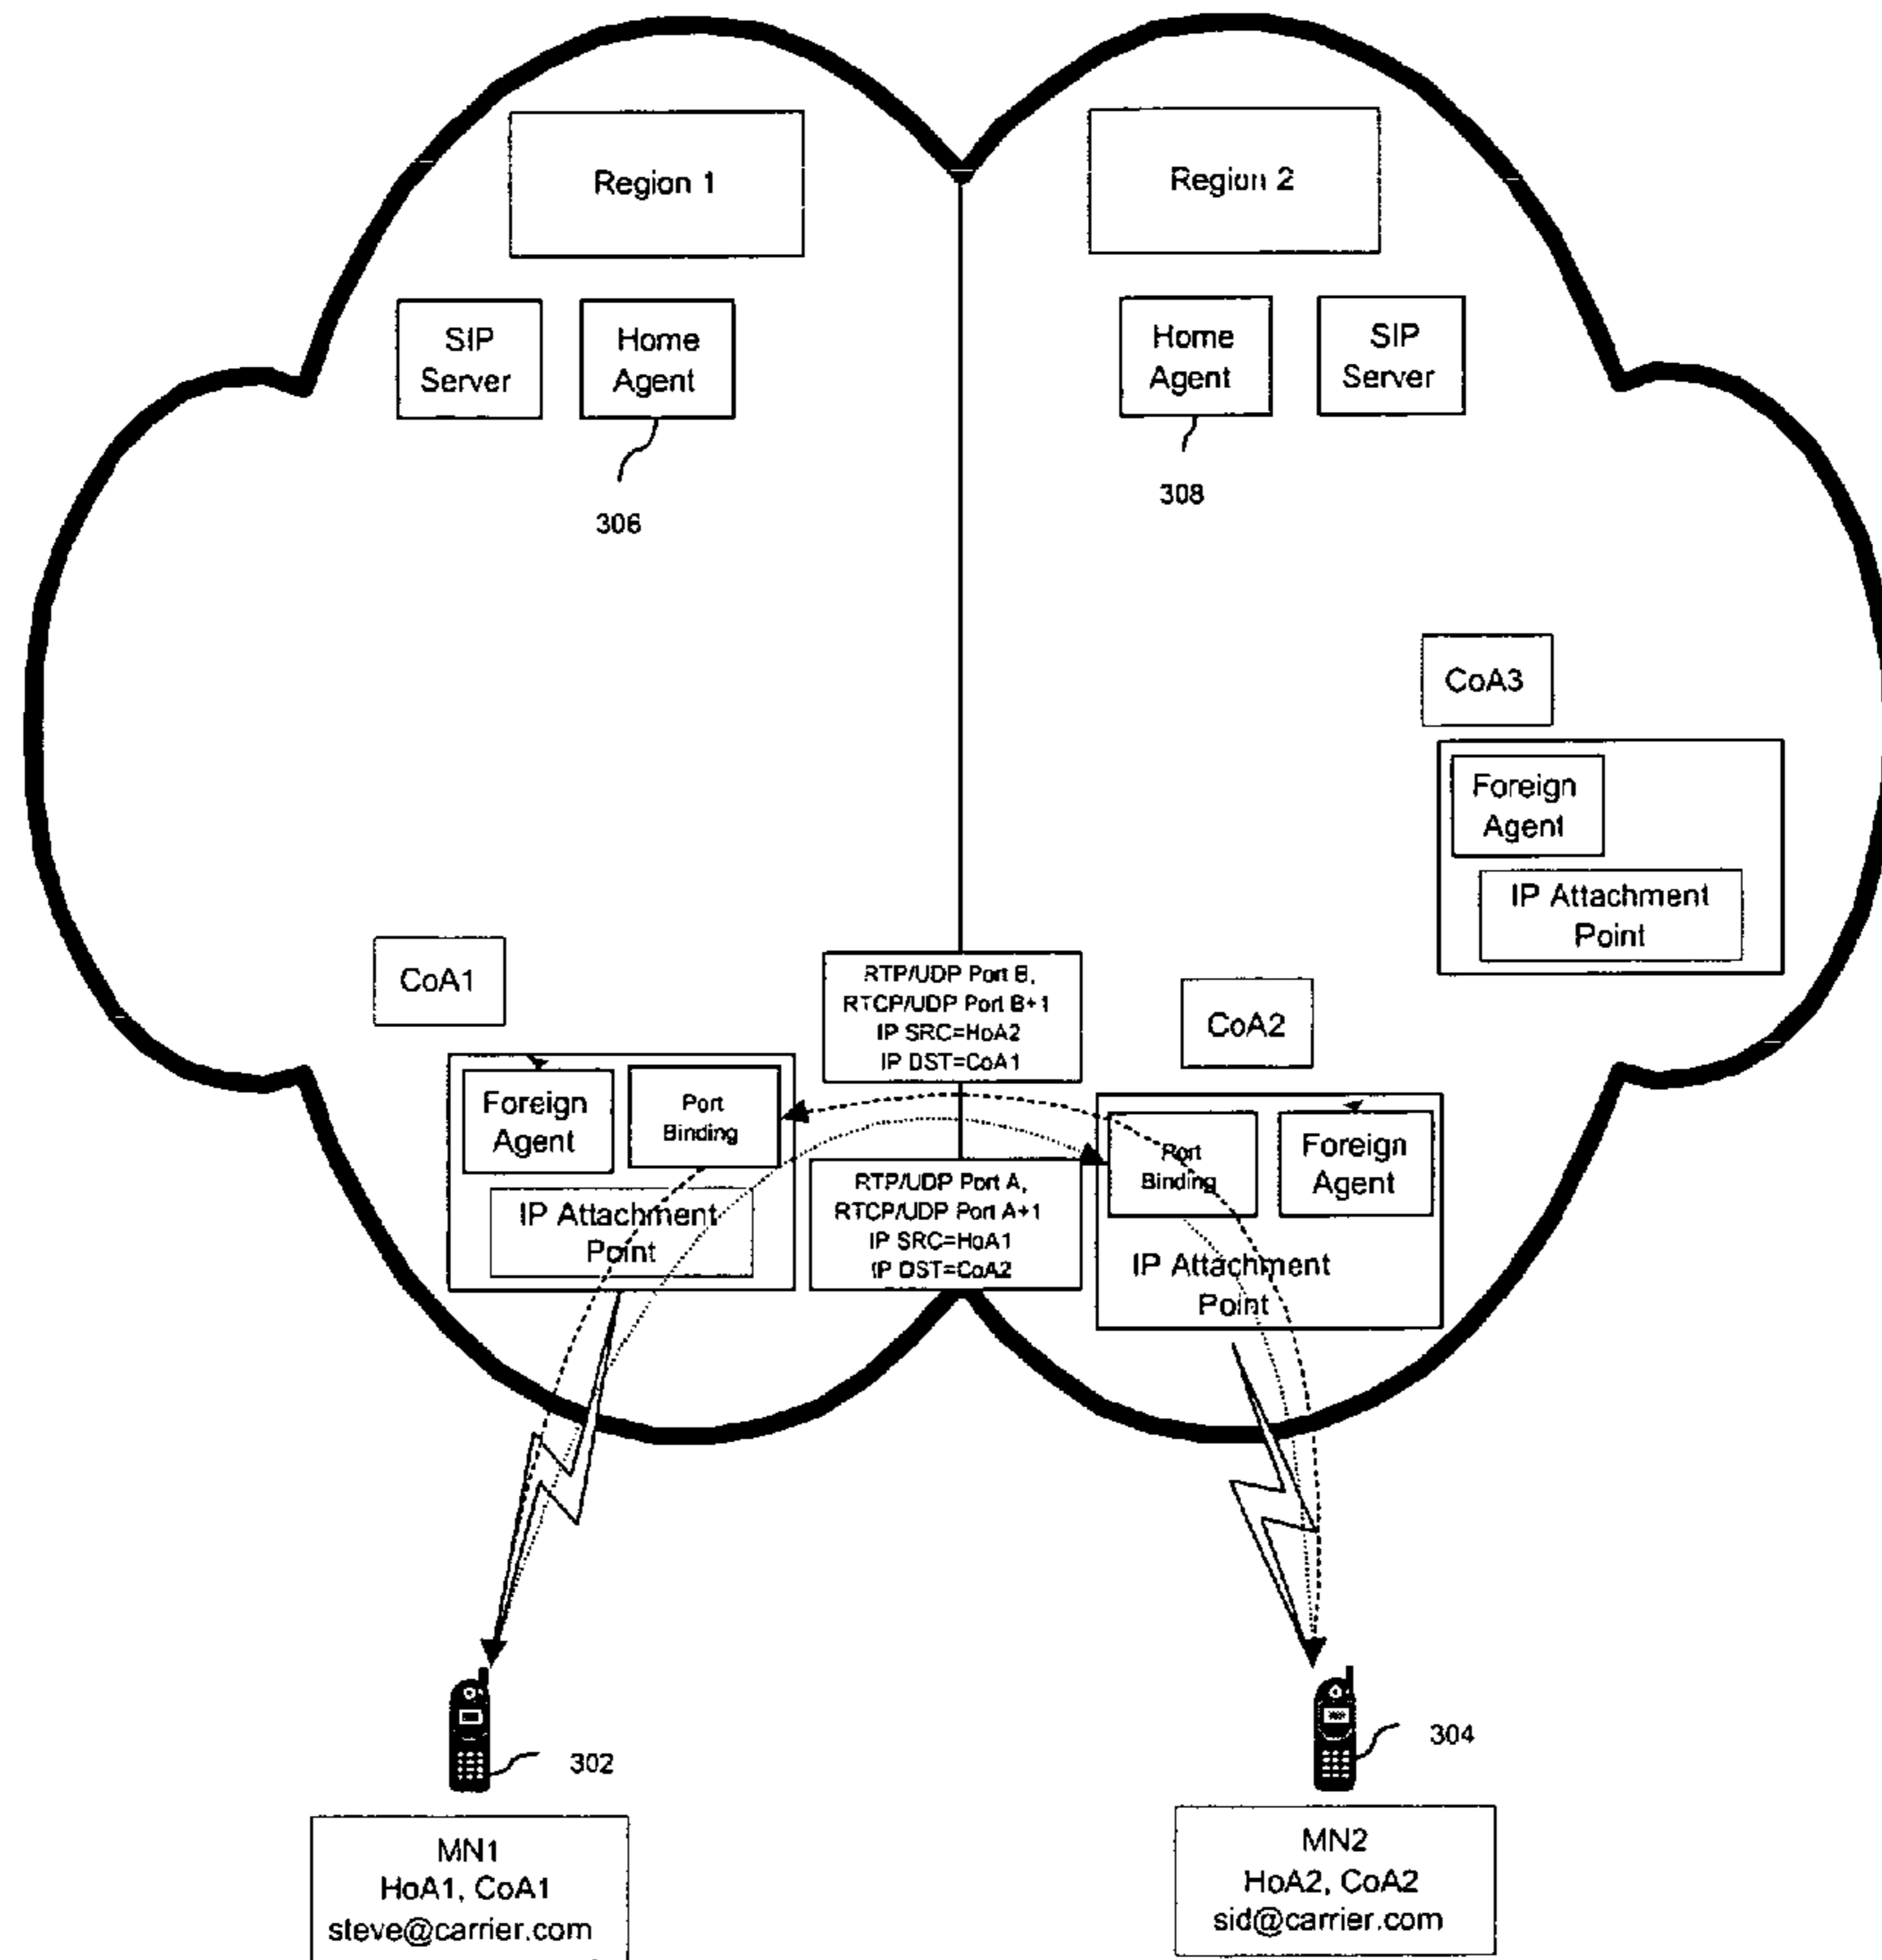 Region 1
Region 2
SIP
Server
Home
Agent
Home
Agent
SIP
Server
306
308
CoA3
Foreign
Agent
IP Attachment
Point
CoA1
RTP/UDP Port B,
RTCP/UDP Port B+1
IP SRC=HoA2
IP DST=CoA1
CoA2
Foreign
Agent
Port
Binding
IP Attachment
Point
RTP/UDP Port A,
RTCP/UDP Port A+1
IP SRC=HoA1
IP DST=CoA2
Port
Binding
Foreign
Agent
IP Attachment
Point
302
304
MN1
HoA1, CoA1
steve@carrier.com
MN2
HoA2, CoA2
sid@carrier.com